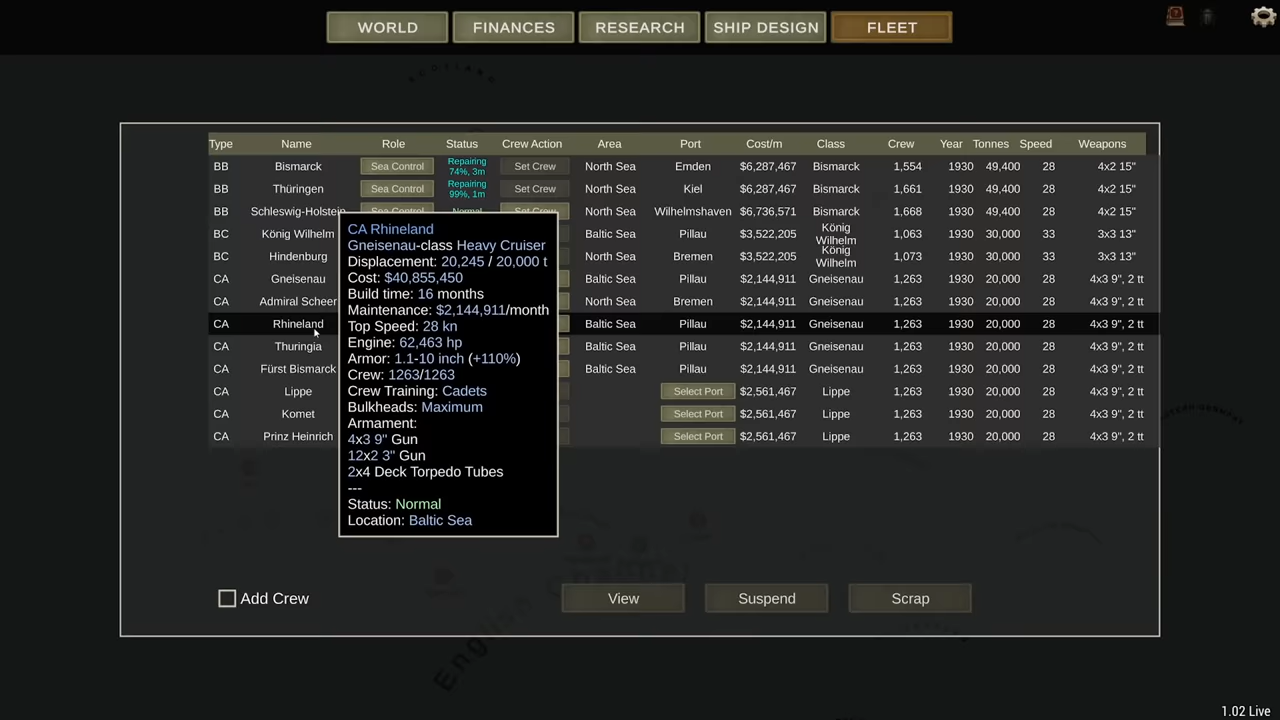 WORLD FINANCES RESEARCH SHIP DESIGN FLEET
Type Name Role Status Crew Action Area Port Cost/m Class Crew Year Tonnes Speed Weapons
BB Bismarck Sea Control Repairing 74%, 3m Set Crew North Sea Emden $6,287,467 Bismarck 1,554 1930 49,400 28 4x2 15"
BB Thüringen Sea Control Repairing 99%, 1m Set Crew North Sea Kiel $6,287,467 Bismarck 1,661 1930 49,400 28 4x2 15"
BB Schleswig-Holstein Sea Control Normal Set Crew North Sea Wilhelmshaven $6,736,571 Bismarck 1,668 1930 49,400 28 4x2 15"
BC König Wilhelm Baltic Sea Pillau $3,522,205 König Wilhelm 1,063 1930 30,000 33 3x3 13"
BC Hindenburg Baltic Sea Bremen $3,522,205 König Wilhelm 1,073 1930 30,000 33 3x3 13"
CA Gneisenau Baltic Sea Pillau $2,144,911 Gneisenau 1,263 1930 20,000 28 4x3 9", 2 tt
CA Admiral Scheer North Sea Bremen $2,144,911 Gneisenau 1,263 1930 20,000 28 4x3 9", 2 tt
CA Rhineland Baltic Sea Pillau $2,144,911 Gneisenau 1,263 1930 20,000 28 4x3 9", 2 tt
CA Thuringia Baltic Sea Pillau $2,144,911 Gneisenau 1,263 1930 20,000 28 4x3 9", 2 tt
CA Fürst Bismarck Baltic Sea Pillau $2,144,911 Gneisenau 1,263 1930 20,000 28 4x3 9", 2 tt
CA Lippe Select Port $2,561,467 Lippe 1,263 1930 20,000 28 4x3 9", 2 tt
CA Komet Select Port $2,561,467 Lippe 1,263 1930 20,000 28 4x3 9", 2 tt
CA Prinz Heinrich Select Port $2,561,467 Lippe 1,263 1930 20,000 28 4x3 9", 2 tt
CA Rhineland
Gneisenau-class Heavy Cruiser
Displacement: 20,245 / 20,000 t
Cost: $40,855,450
Build time: 16 months
Maintenance: $2,144,911/month
Top Speed: 28 kn
Engine: 62,463 hp
Armor: 1.1-10 inch (+110%)
Crew: 1263/1263
Crew Training: Cadets
Bulkheads: Maximum
Armament:
4x3 9" Gun
12x2 3" Gun
2x4 Deck Torpedo Tubes
---
Status: Normal
Location: Baltic Sea
Add Crew View Suspend Scrap
1.02 Live